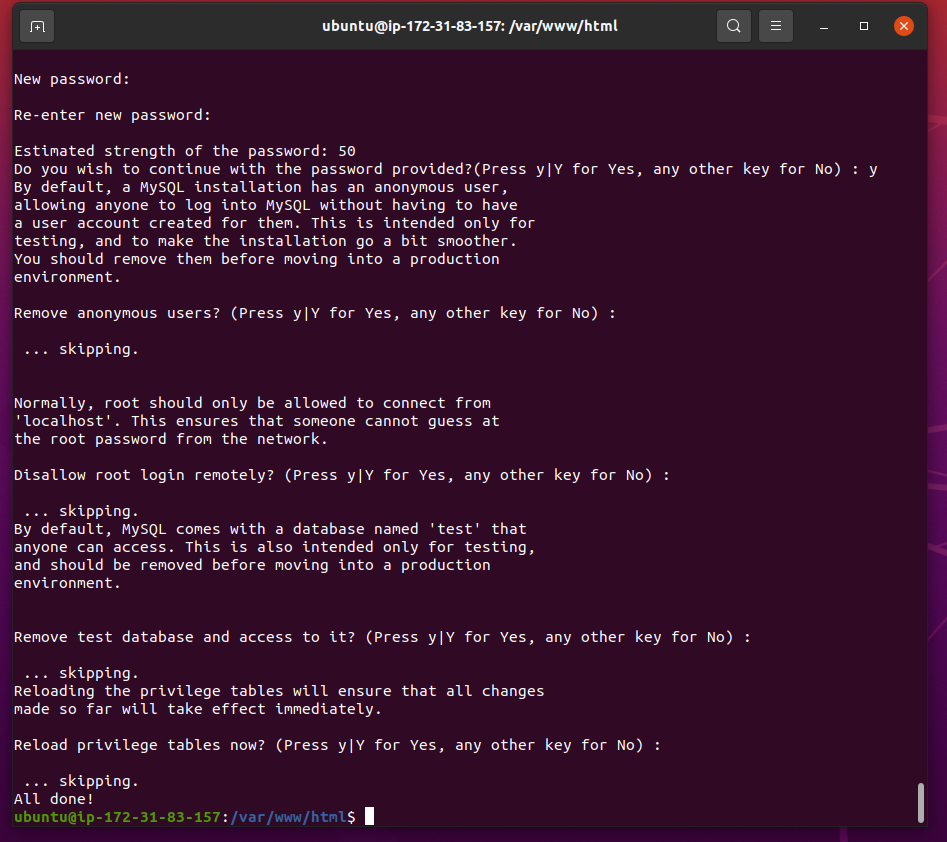 ubuntu@ip-172-31-83-157: /var/www/html
New password:
Re-enter new password:
Estimated strength of the password: 50
Do you wish to continue with the password provided?(Press y|Y for Yes, any other key for No) : y
By default, a MySQL installation has an anonymous user,
allowing anyone to log into MySQL without having to have
a user account created for them. This is intended only for
testing, and to make the installation go a bit smoother.
You should remove them before moving into a production
environment.
Remove anonymous users? (Press y|Y for Yes, any other key for No) :
... skipping.
Normally, root should only be allowed to connect from
'localhost'. This ensures that someone cannot guess at
the root password from the network.
Disallow root login remotely? (Press y|Y for Yes, any other key for No) :
... skipping.
By default, MySQL comes with a database named 'test' that
anyone can access. This is also intended only for testing,
and should be removed before moving into a production
environment.
Remove test database and access to it? (Press y|Y for Yes, any other key for No) :
... skipping.
Reloading the privilege tables will ensure that all changes
made so far will take effect immediately.
Reload privilege tables now? (Press y|Y for Yes, any other key for No) :
... skipping.
All done!
ubuntu@ip-172-31-83-157:/var/www/html$